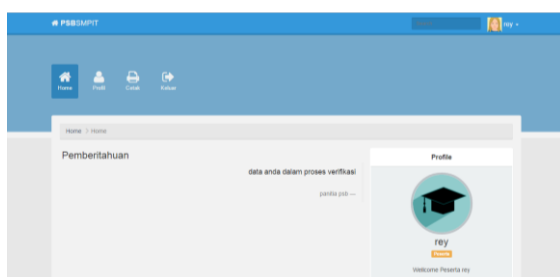 PSBSMPIT
rey
Home
Profil
Cetak
Keluar
Home > Home
Pemberitahuan
data anda dalam proses verifikasi
panitia psb —
Profile
rey
Peserta
Wellcome Peserta rey